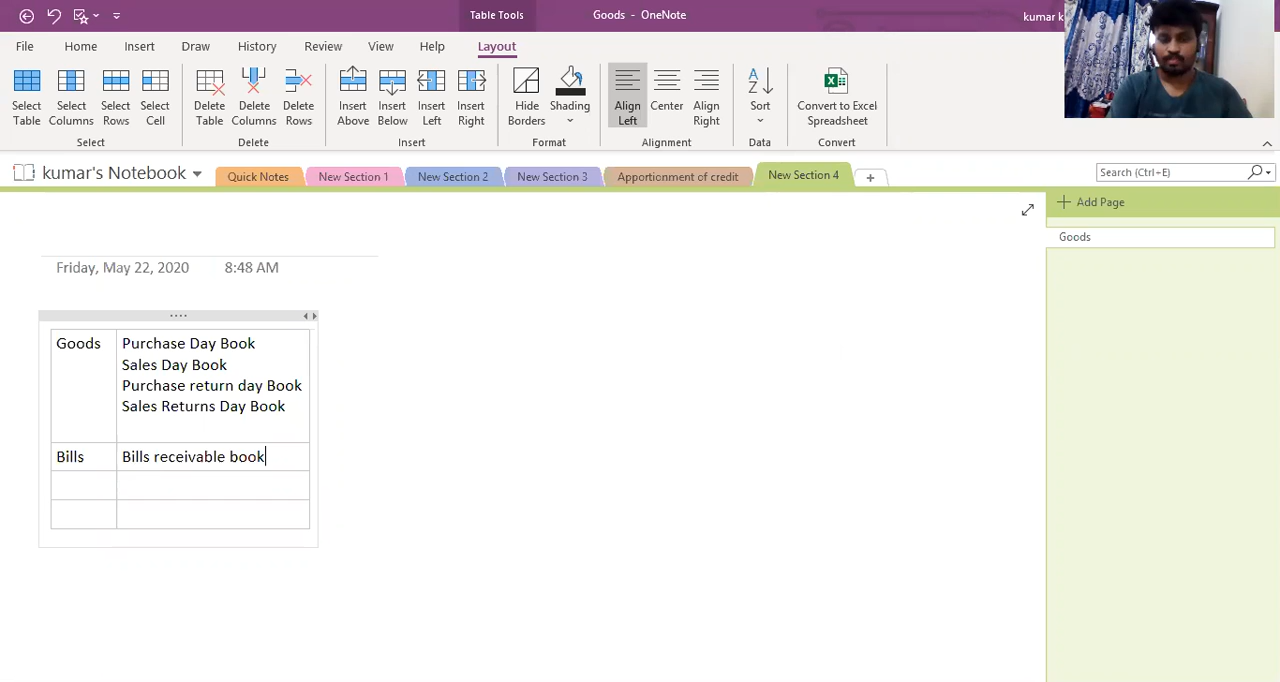 Table Tools
Goods - OneNote
kumar k
File Home Insert Draw History Review View Help Layout
Select Table
Select Columns
Select Rows
Select Cell
Delete Table
Delete Columns
Delete Rows
Insert Above
Insert Below
Insert Left
Insert Right
Hide Borders
Shading
Align Left
Center
Align Right
Sort
Convert to Excel Spreadsheet
Select
Delete
Insert
Format
Alignment
Data
Convert
kumar's Notebook
Quick Notes
New Section 1
New Section 2
New Section 3
Apportionment of credit
New Section 4
Search (Ctrl+E)
Add Page
Goods
Friday, May 22, 2020 8:48 AM
Goods Purchase Day Book
Sales Day Book
Purchase return day Book
Sales Returns Day Book
Bills Bills receivable book